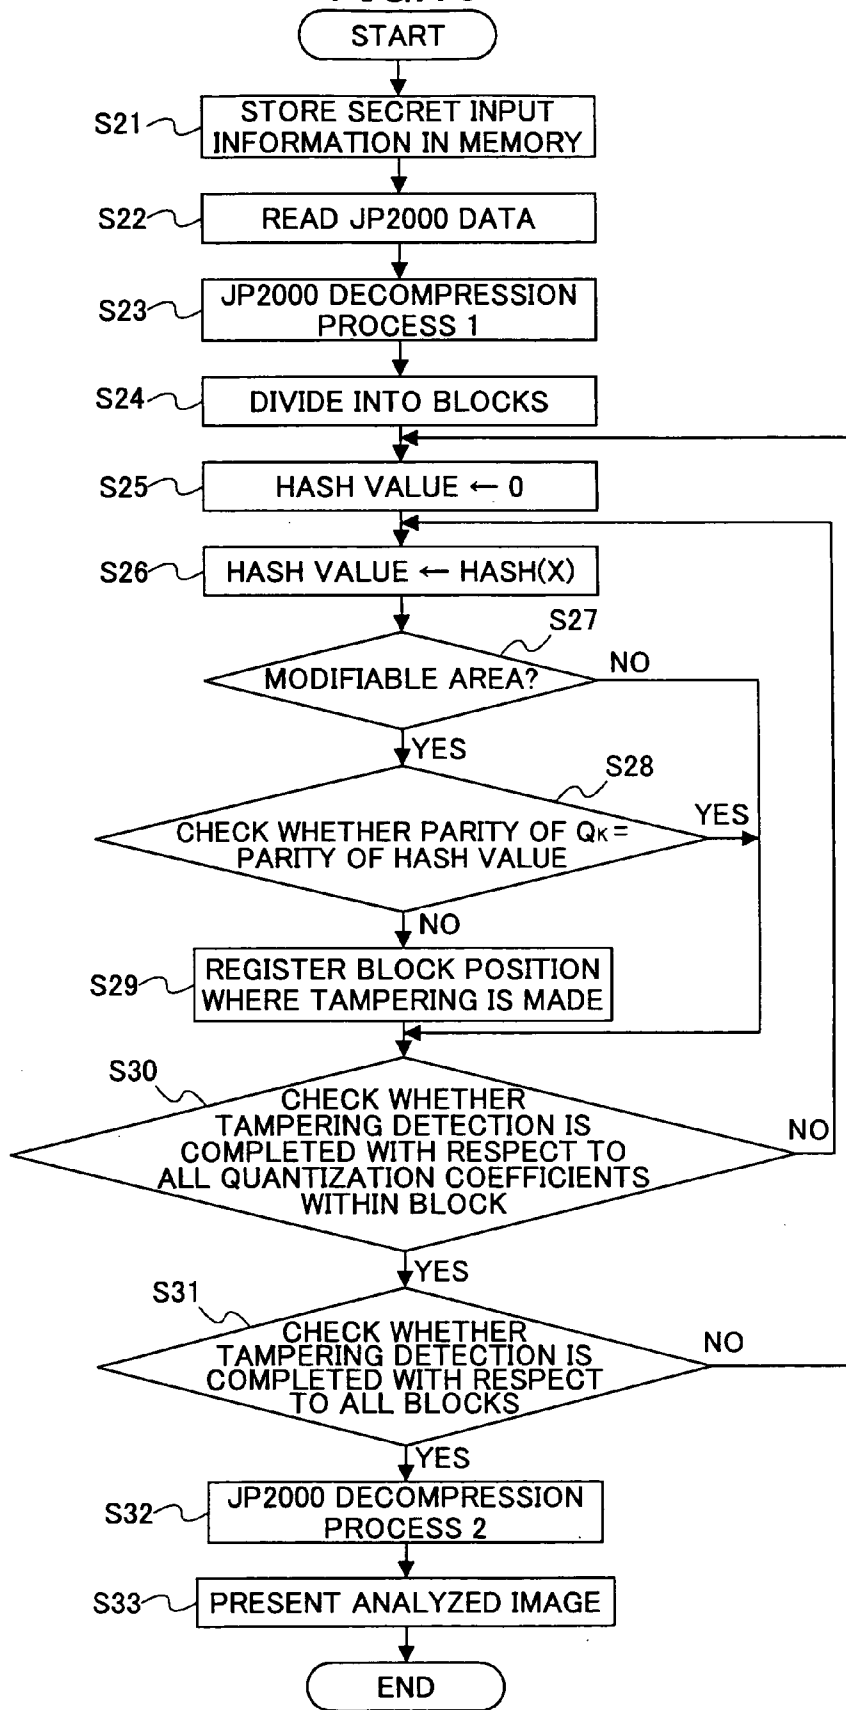 START
S21
STORE SECRET INPUT
INFORMATION IN MEMORY
S22
READ JP2000 DATA
S23
JP2000 DECOMPRESSION
PROCESS 1
S24
DIVIDE INTO BLOCKS
S25
HASH VALUE ← 0
S26
HASH VALUE ← HASH(X)
S27
MODIFIABLE AREA?
NO
YES
S28
CHECK WHETHER PARITY OF QK =
PARITY OF HASH VALUE
YES
NO
S29
REGISTER BLOCK POSITION
WHERE TAMPERING IS MADE
S30
CHECK WHETHER
TAMPERING DETECTION IS
COMPLETED WITH RESPECT TO
ALL QUANTIZATION COEFFICIENTS
WITHIN BLOCK
NO
YES
S31
CHECK WHETHER
TAMPERING DETECTION IS
COMPLETED WITH RESPECT
TO ALL BLOCKS
NO
YES
S32
JP2000 DECOMPRESSION
PROCESS 2
S33
PRESENT ANALYZED IMAGE
END